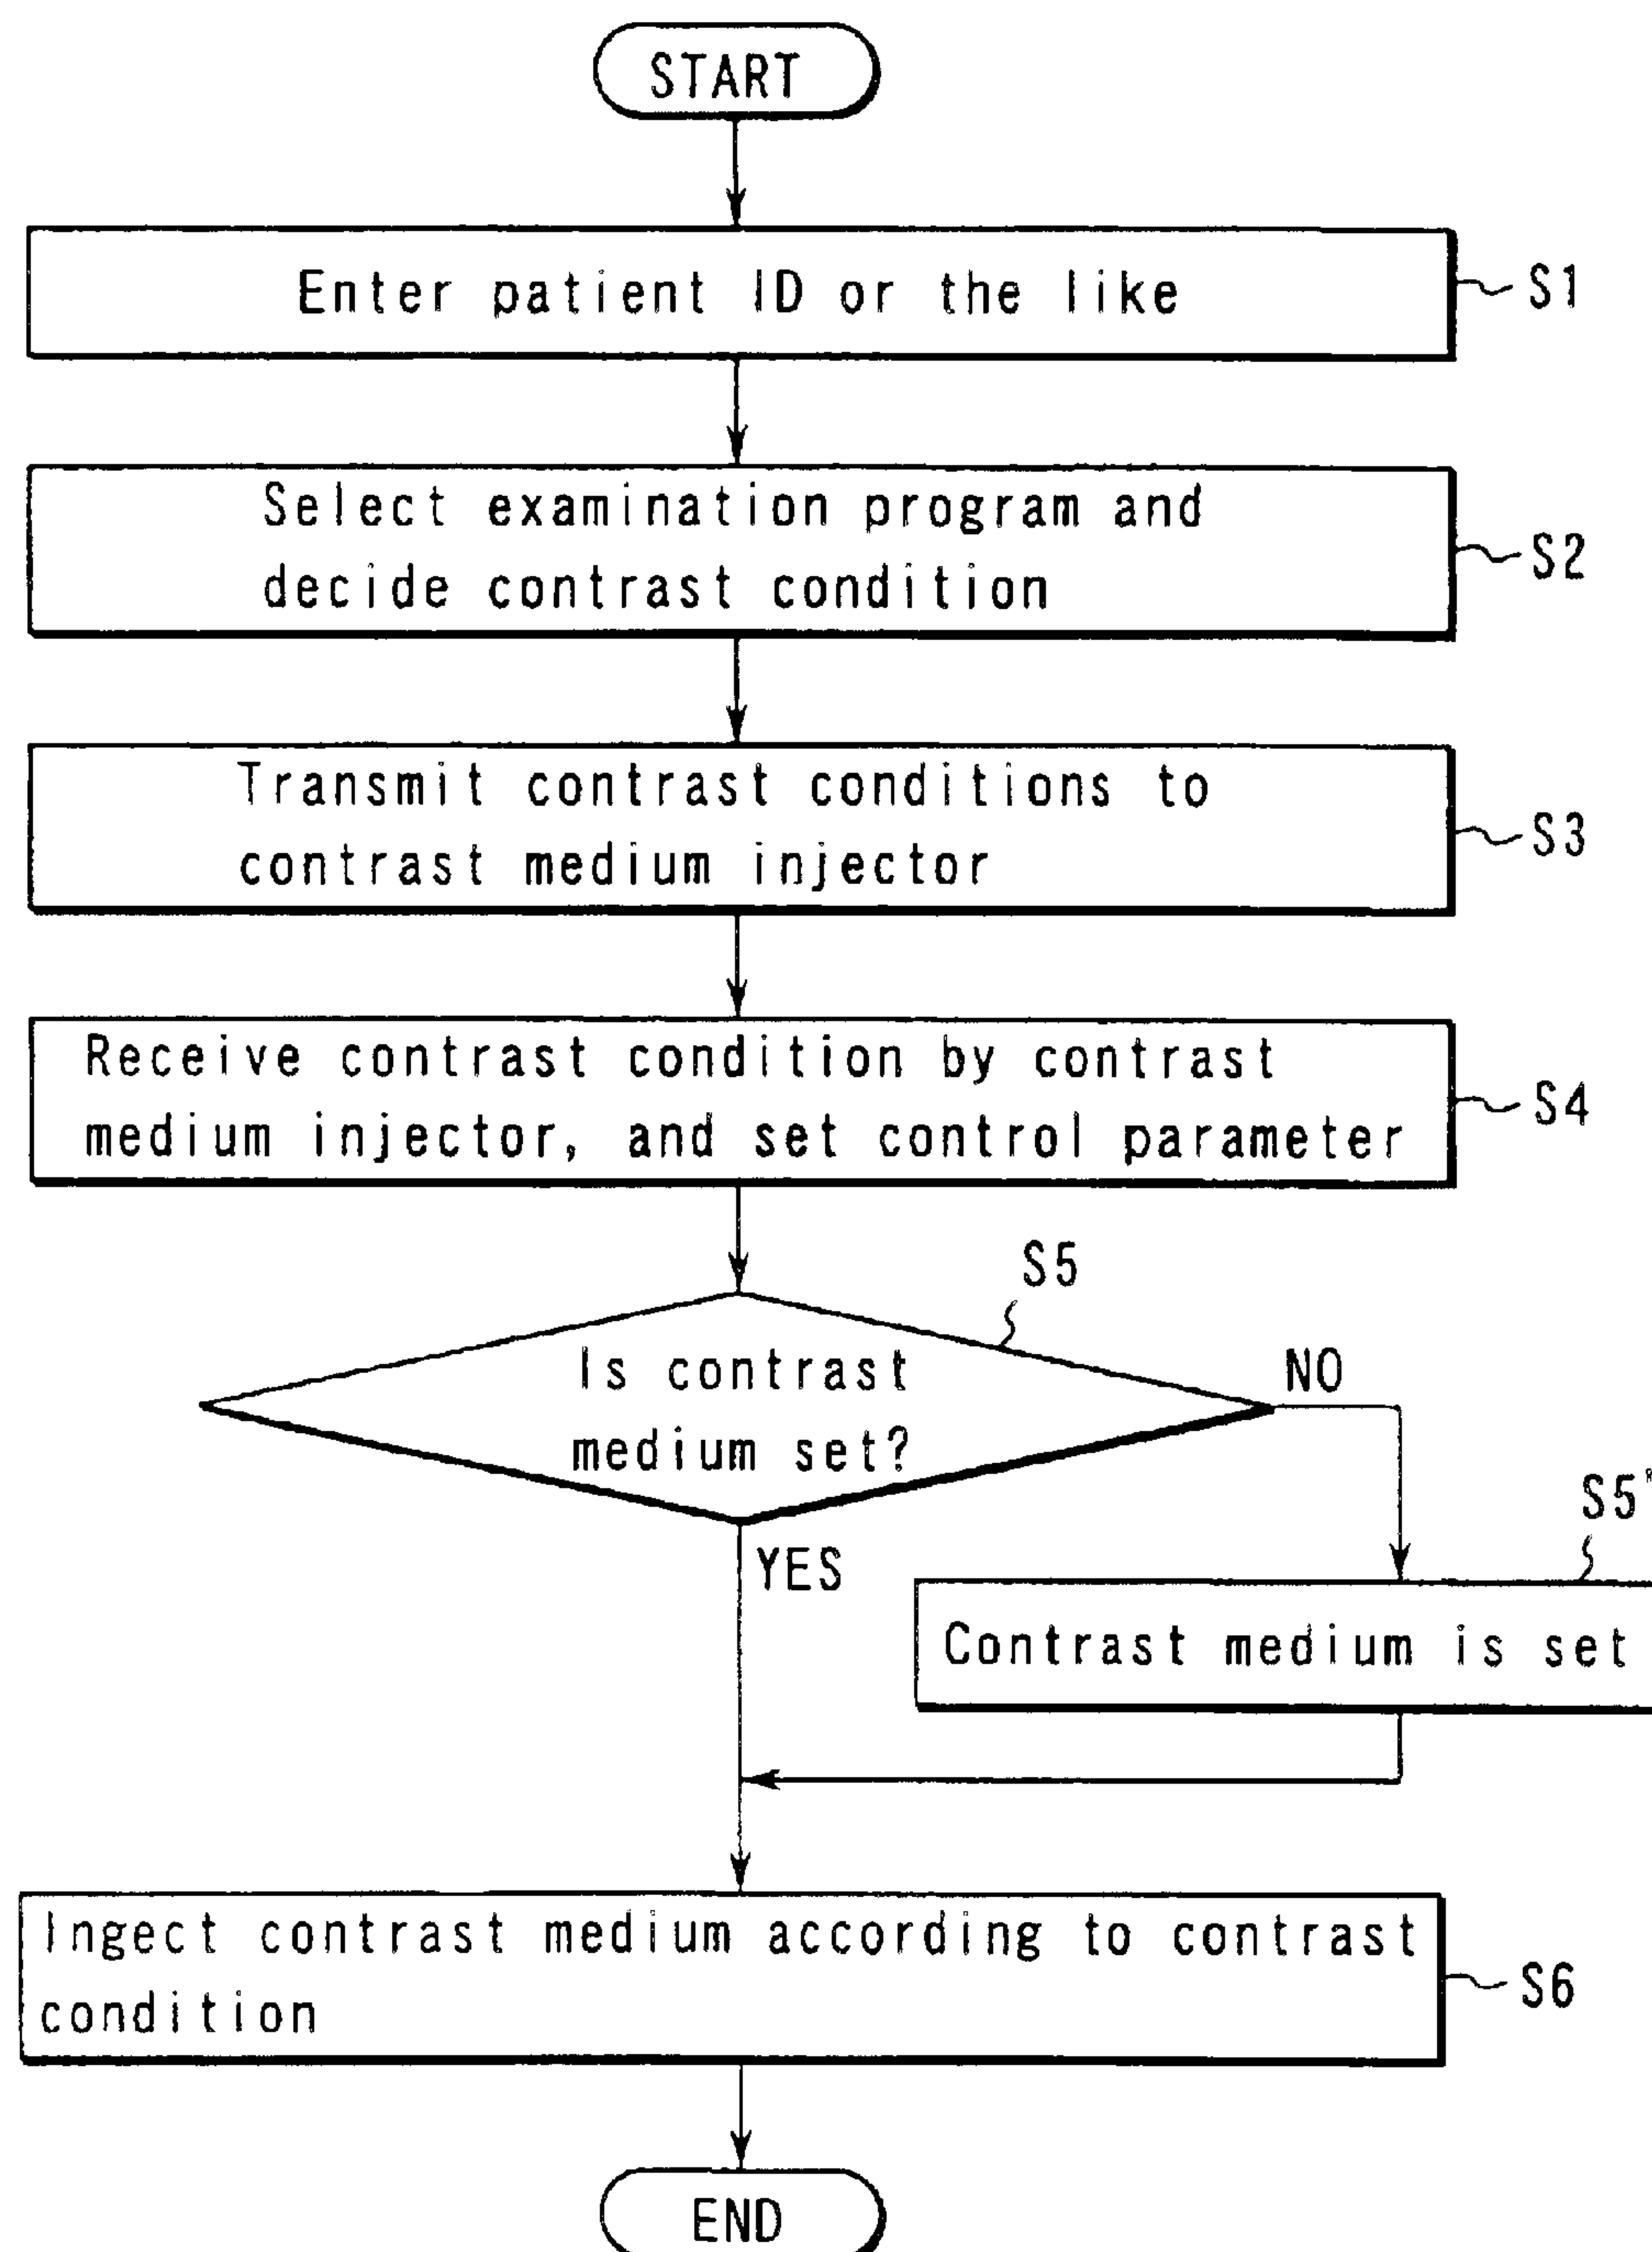 START
Enter patient ID or the like
S1
Select examination program and
decide contrast condition
S2
Transmit contrast conditions to
contrast medium injector
S3
Receive contrast condition by contrast
medium injector, and set control parameter
S4
S5
Is contrast
medium set?
NO
YES
S5'
Contrast medium is set
Ingect contrast medium according to contrast
condition
S6
END